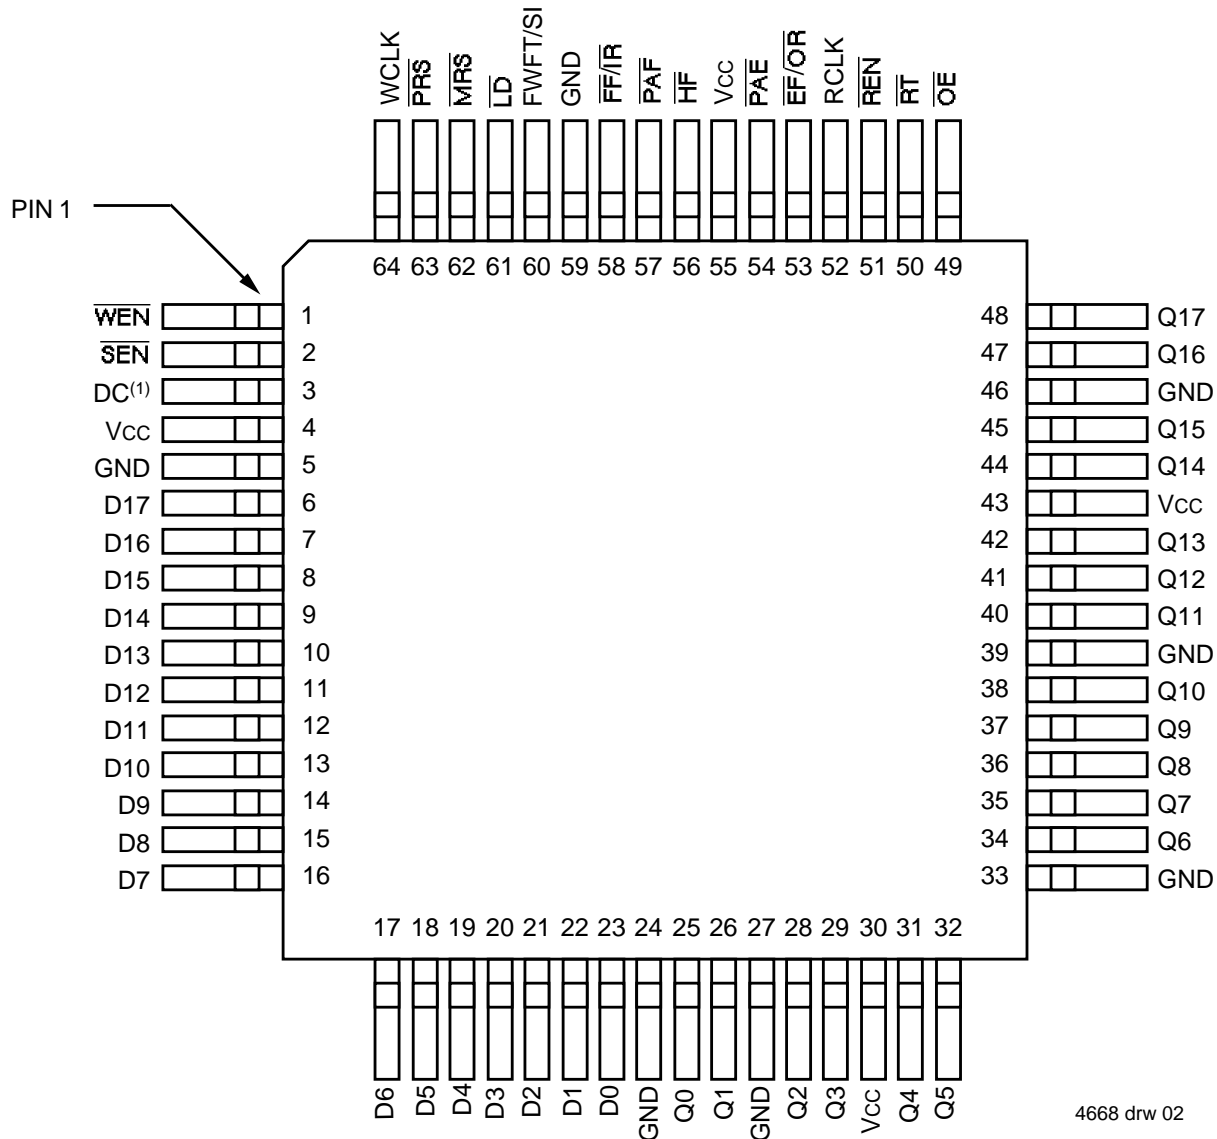 WCLK
PRS
MRS
LD
FWFT/SI
GND
FF/IR
PAF
HF
VCC
PAE
EF/OR
RCLK
REN
RT
OE
PIN 1
64 63 62 61 60 59 58 57 56 55 54 53 52 51 50 49
WEN 1 48 Q17
SEN 2 47 Q16
DC(1) 3 46 GND
VCC 4 45 Q15
GND 5 44 Q14
D17 6 43 VCC
D16 7 42 Q13
D15 8 41 Q12
D14 9 40 Q11
D13 10 39 GND
D12 11 38 Q10
D11 12 37 Q9
D10 13 36 Q8
D9 14 35 Q7
D8 15 34 Q6
D7 16 33 GND
17 18 19 20 21 22 23 24 25 26 27 28 29 30 31 32
D6
D5
D4
D3
D2
D1
D0
GND
Q0
Q1
GND
Q2
Q3
VCC
Q4
Q5
4668 drw 02